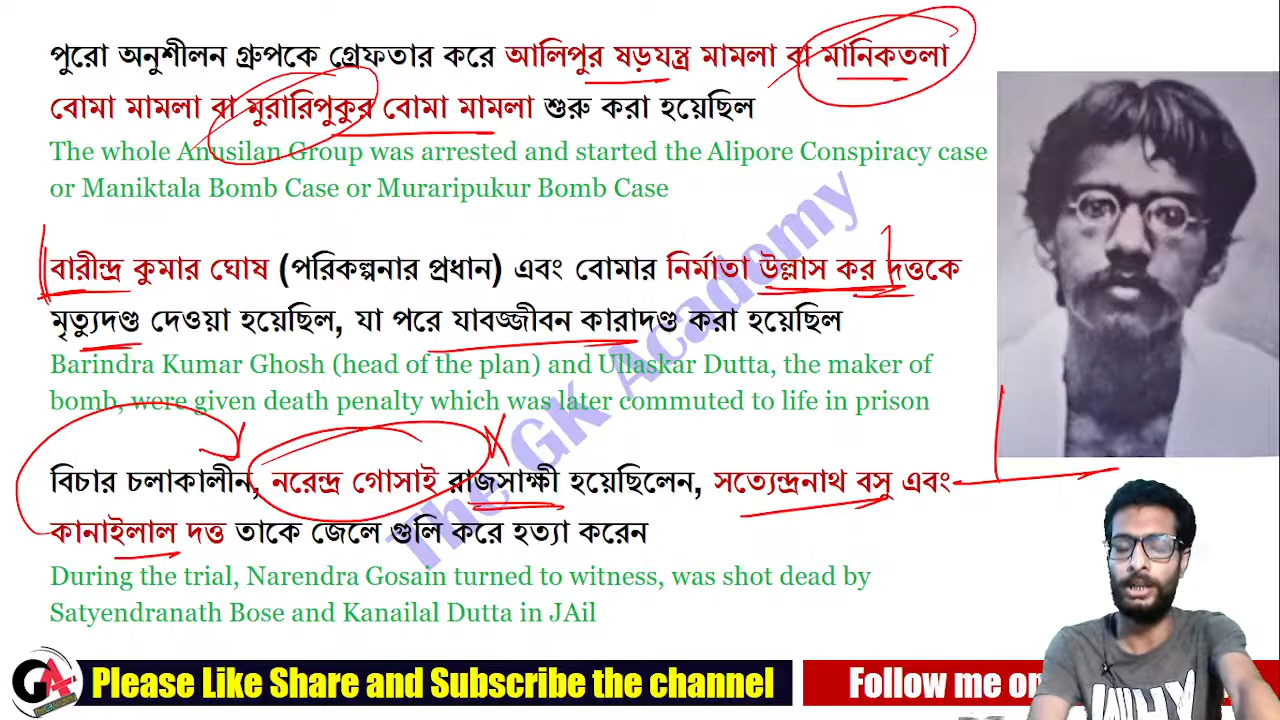 পুরো অনুশীলন গ্রুপকে গ্রেফতার করে আলিপুর ষড়যন্ত্র মামলা বা মানিকতলা
বোমা মামলা বা মুরারিপুকুর বোমা মামলা শুরু করা হয়েছিল
The whole Anusilan Group was arrested and started the Alipore Conspiracy case
or Maniktala Bomb Case or Muraripukur Bomb Case
বারীন্দ্র কুমার ঘোষ (পরিকল্পনার প্রধান) এবং বোমার নির্মাতা উল্লাস কর দত্তকে
মৃত্যুদণ্ড দেওয়া হয়েছিল, যা পরে যাবজ্জীবন কারাদণ্ড করা হয়েছিল
Barindra Kumar Ghosh (head of the plan) and Ullaskar Dutta, the maker of
bomb, were given death penalty which was later commuted to life in prison
বিচার চলাকালীন, নরেন্দ্র গোসাই রাজসাক্ষী হয়েছিলেন, সত্যেন্দ্রনাথ বসু এবং
কানাইলাল দত্ত তাকে জেলে গুলি করে হত্যা করেন
During the trial, Narendra Gosain turned to witness, was shot dead by
Satyendranath Bose and Kanailal Dutta in JAil
The GK Academy
GA Please Like Share and Subscribe the channel
Follow me on
WHY